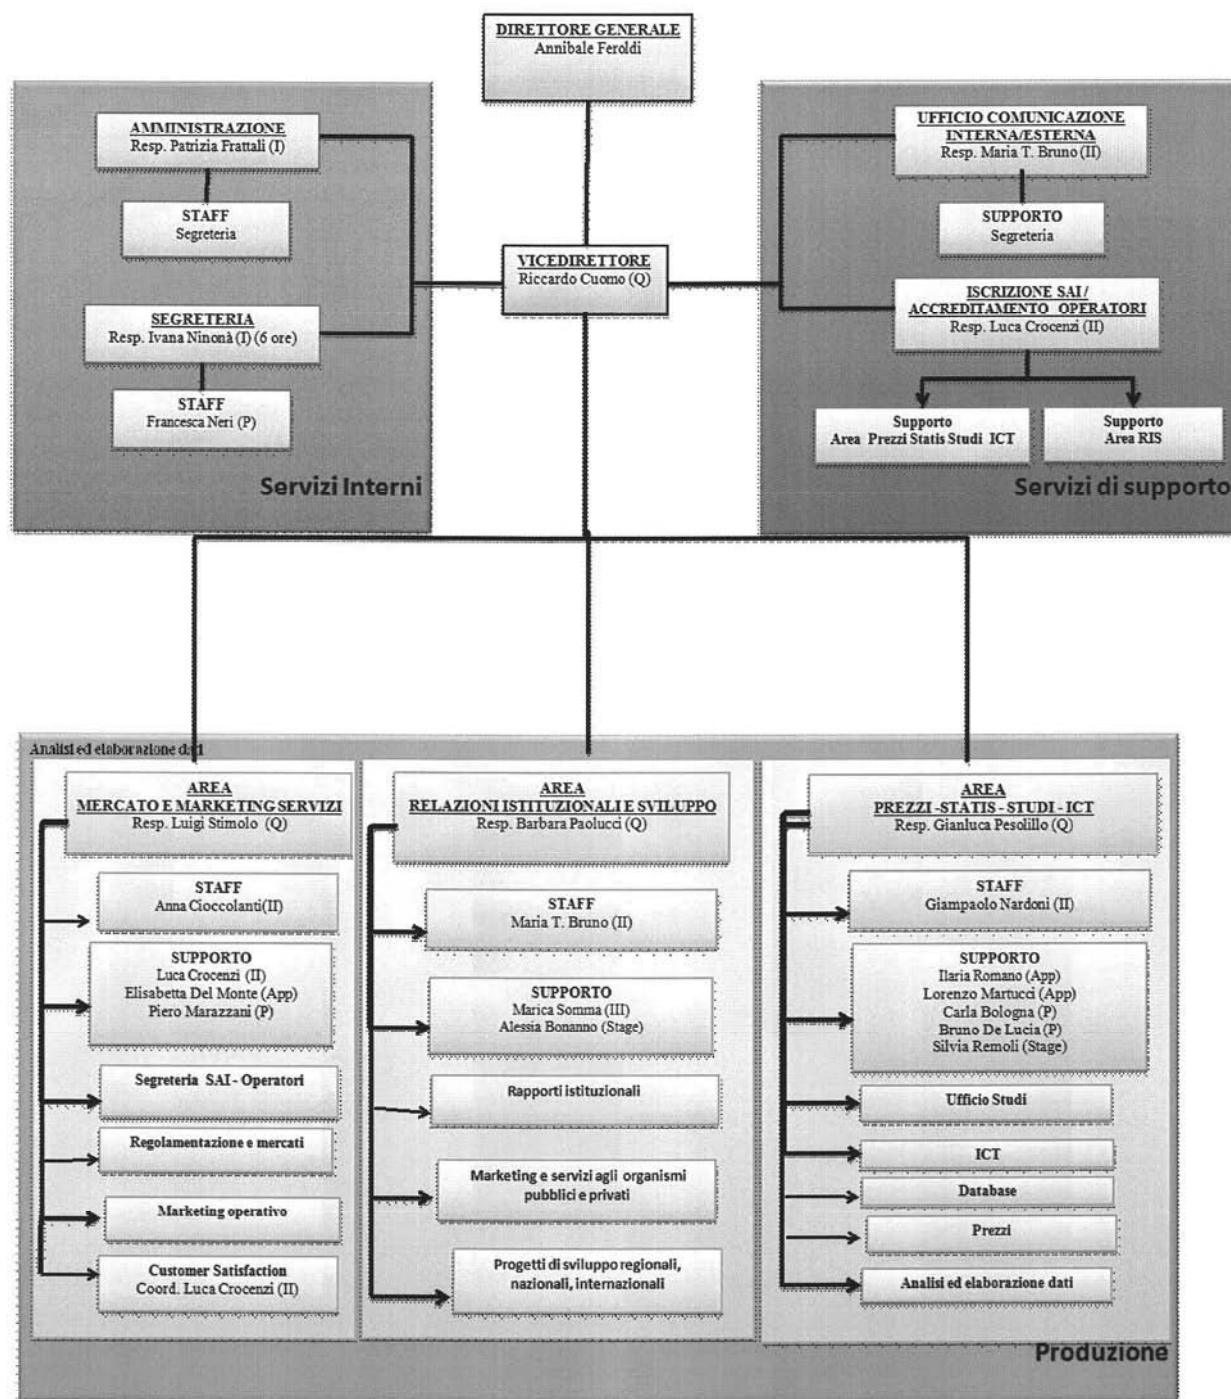 DIRETTORE GENERALE
Annibale Feroldi
AMMINISTRAZIONE
Resp. Patrizia Frattali (I)
STAFF
Segreteria
SEGRETERIA
Resp. Ivana Ninonà (I) (6 ore)
STAFF
Francesca Neri (P)
Servizi Interni
VICEDIRETTORE
Riccardo Cuomo (Q)
UFFICIO COMUNICAZIONE
INTERNA/ESTERNA
Resp. Maria T. Bruno (II)
SUPPORTO
Segreteria
ISCRIZIONE SAI /
ACCREDITAMENTO OPERATORI
Resp. Luca Crocenzi (II)
Supporto
Area Prezzi Statis Studi ICT
Supporto
Area RIS
Servizi di supporto
Analisi ed elaborazione dati
AREA
MERCATO E MARKETING SERVIZI
Resp. Luigi Stimolo (Q)
STAFF
Anna Cioccolanti(II)
SUPPORTO
Luca Crocenzi (II)
Elisabetta Del Monte (App)
Piero Marazzani (P)
Segreteria SAI - Operatori
Regolamentazione e mercati
Marketing operativo
Customer Satisfaction
Coord. Luca Crocenzi (II)
AREA
RELAZIONI ISTITUZIONALI E SVILUPPO
Resp. Barbara Paolucci (Q)
STAFF
Maria T. Bruno (II)
SUPPORTO
Marica Somma (III)
Alessia Bonanno (Stage)
Rapporti istituzionali
Marketing e servizi agli organismi
pubblici e privati
Progetti di sviluppo regionali,
nazionali, internazionali
AREA
PREZZI -STATIS - STUDI - ICT
Resp. Gianluca Pesolillo (Q)
STAFF
Giampaolo Nardoni (II)
SUPPORTO
Ilaria Romano (App)
Lorenzo Martucci (App)
Carla Bologna (P)
Bruno De Lucia (P)
Silvia Remoli (Stage)
Ufficio Studi
ICT
Database
Prezzi
Analisi ed elaborazione dati
Produzione